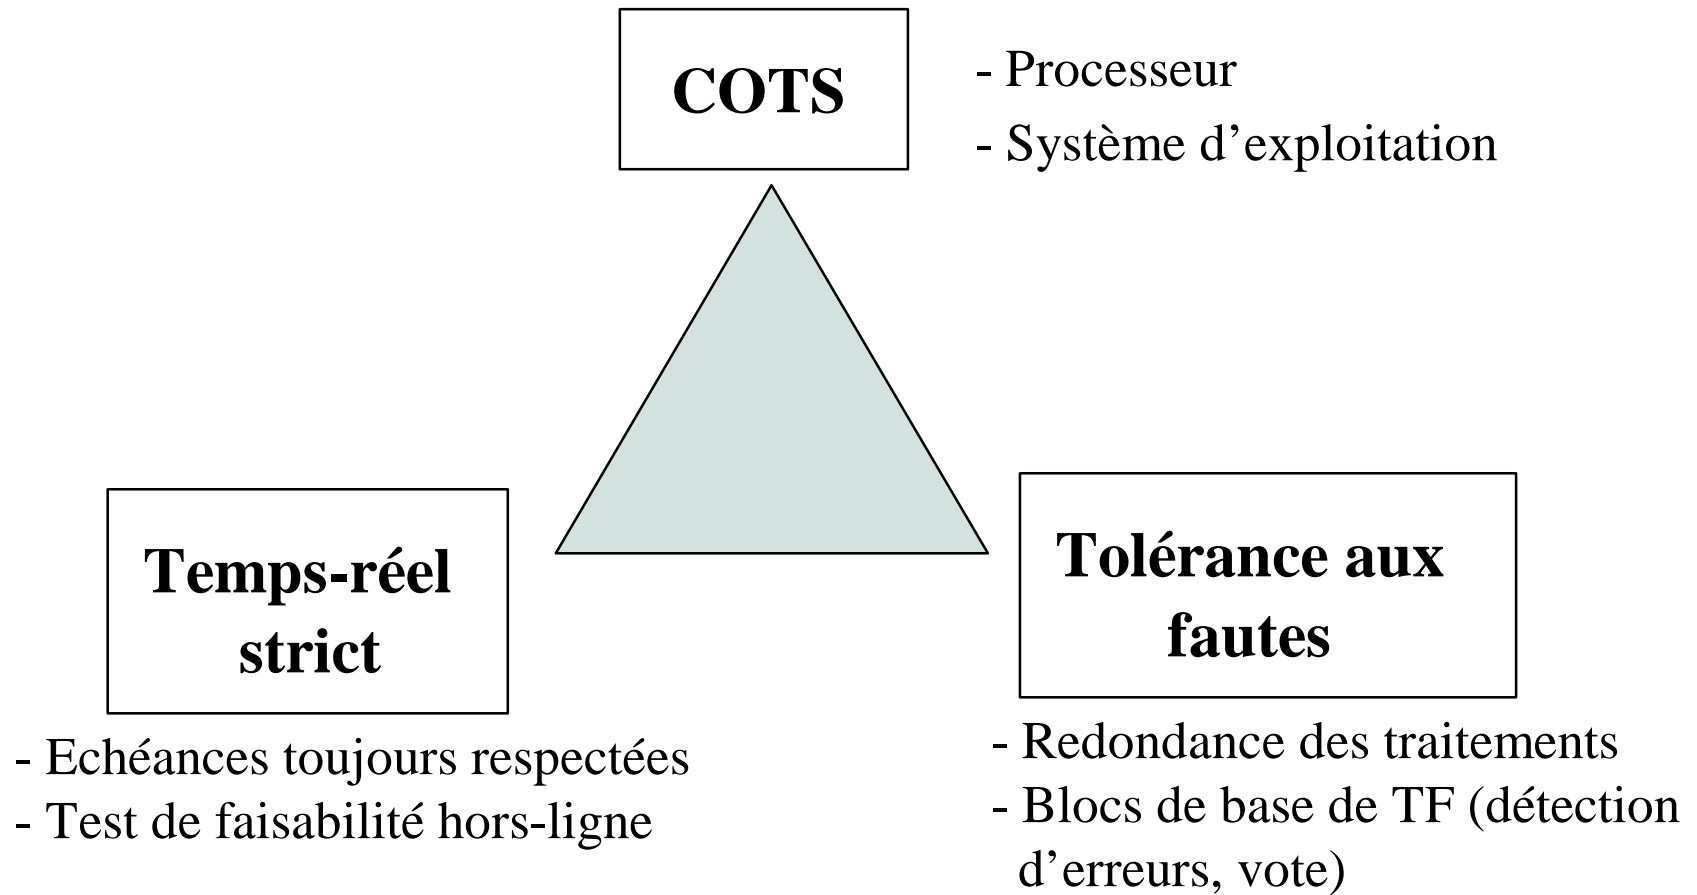 COTS
- Processeur
- Système d’exploitation
Temps-réel
strict
- Echéances toujours respectées
- Test de faisabilité hors-ligne
Tolérance aux
fautes
- Redondance des traitements
- Blocs de base de TF (détection
d’erreurs, vote)